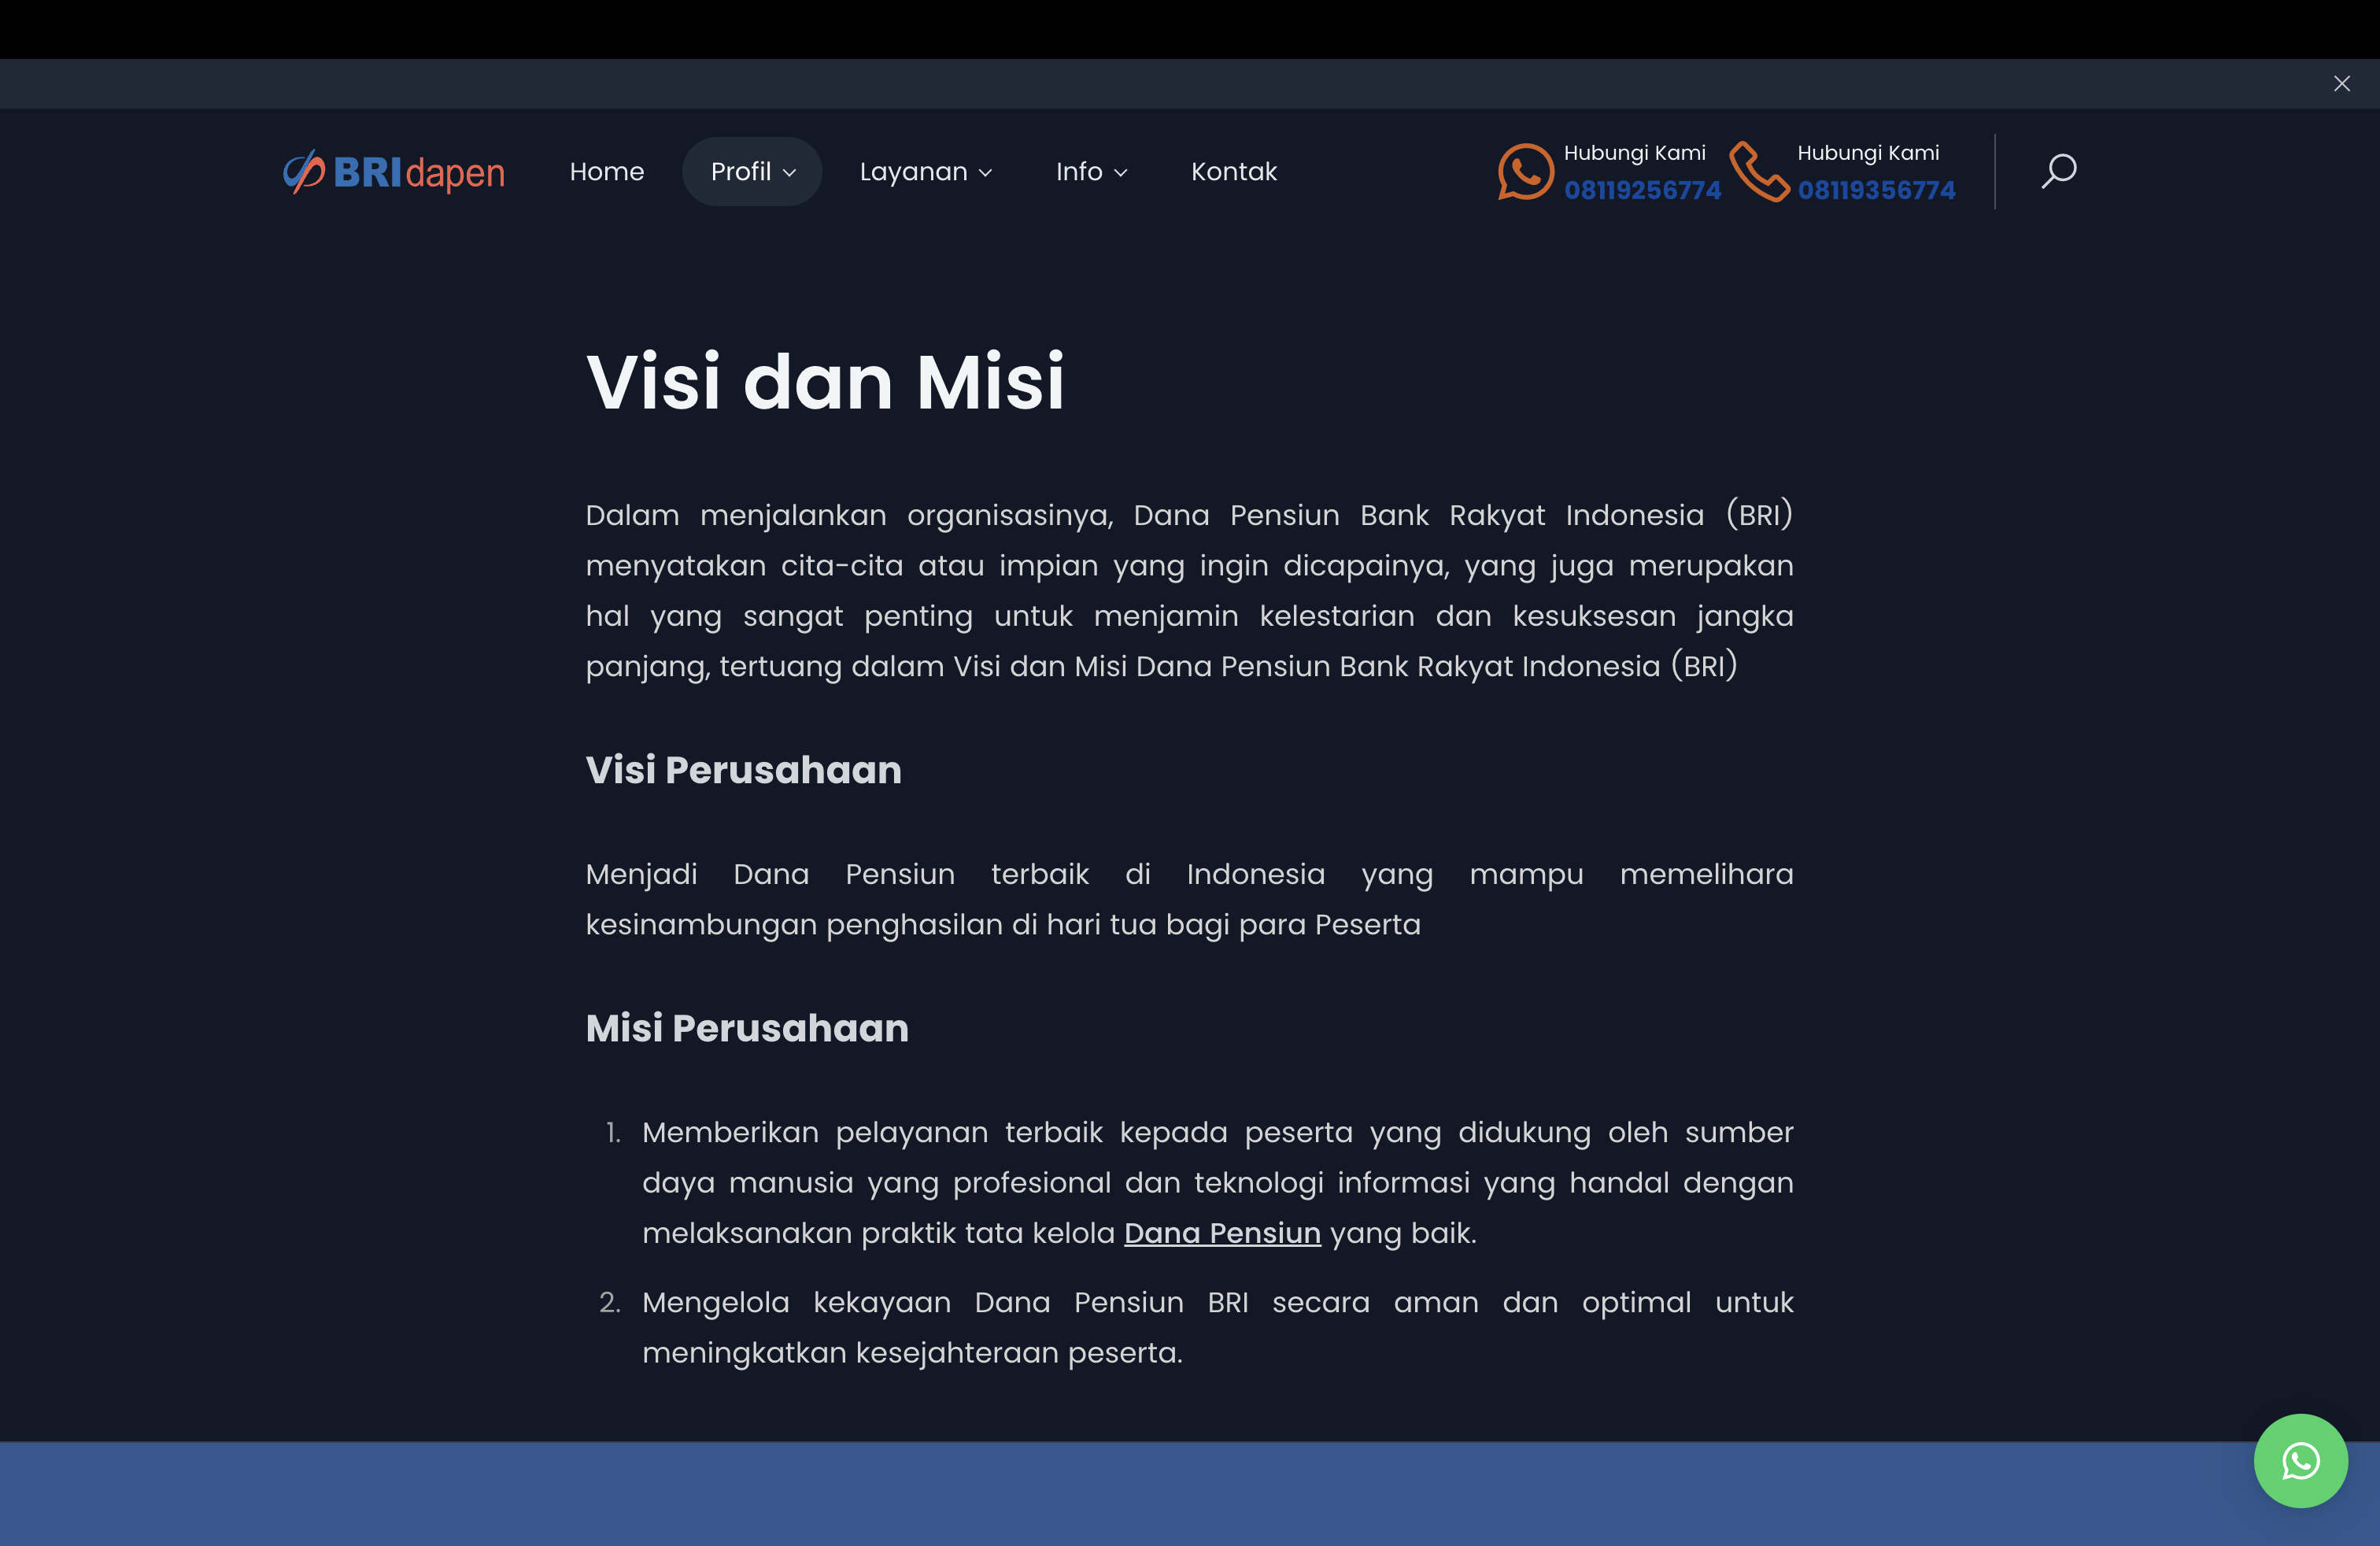 BRI dapen
Home
Profil
Layanan
Info
Kontak
Hubungi Kami
08119256774
Hubungi Kami
08119356774
Visi dan Misi
Dalam menjalankan organisasinya, Dana Pensiun Bank Rakyat Indonesia (BRI)
menyatakan cita-cita atau impian yang ingin dicapainya, yang juga merupakan
hal yang sangat penting untuk menjamin kelestarian dan kesuksesan jangka
panjang, tertuang dalam Visi dan Misi Dana Pensiun Bank Rakyat Indonesia (BRI)
Visi Perusahaan
Menjadi Dana Pensiun terbaik di Indonesia yang mampu memelihara
kesinambungan penghasilan di hari tua bagi para Peserta
Misi Perusahaan
1. Memberikan pelayanan terbaik kepada peserta yang didukung oleh sumber
daya manusia yang profesional dan teknologi informasi yang handal dengan
melaksanakan praktik tata kelola Dana Pensiun yang baik.
2. Mengelola kekayaan Dana Pensiun BRI secara aman dan optimal untuk
meningkatkan kesejahteraan peserta.